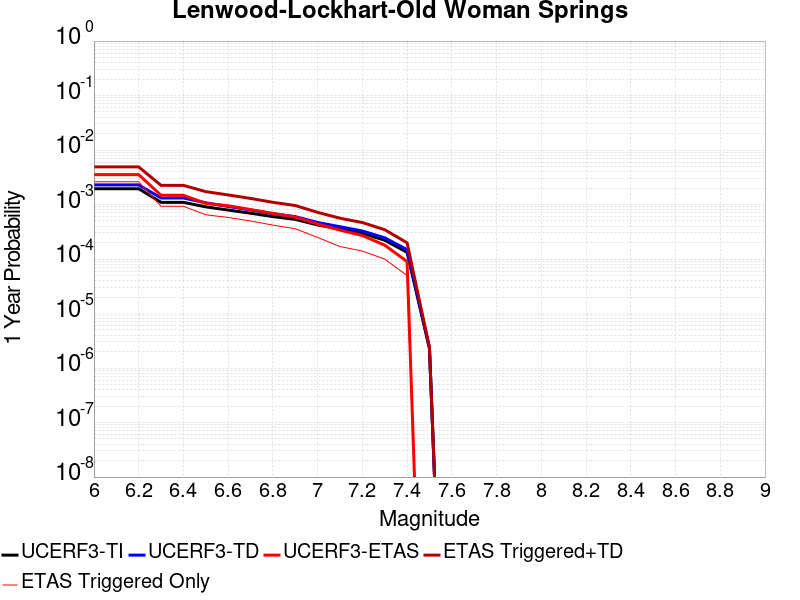 Lenwood-Lockhart-Old Woman Springs
10^0
10^-1
10^-2
10^-3
10^-4
10^-5
10^-6
10^-7
10^-8
1 Year Probability
6 6.2 6.4 6.6 6.8 7 7.2 7.4 7.6 7.8 8 8.2 8.4 8.6 8.8 9
Magnitude
UCERF3-TI UCERF3-TD UCERF3-ETAS ETAS Triggered+TD
ETAS Triggered Only